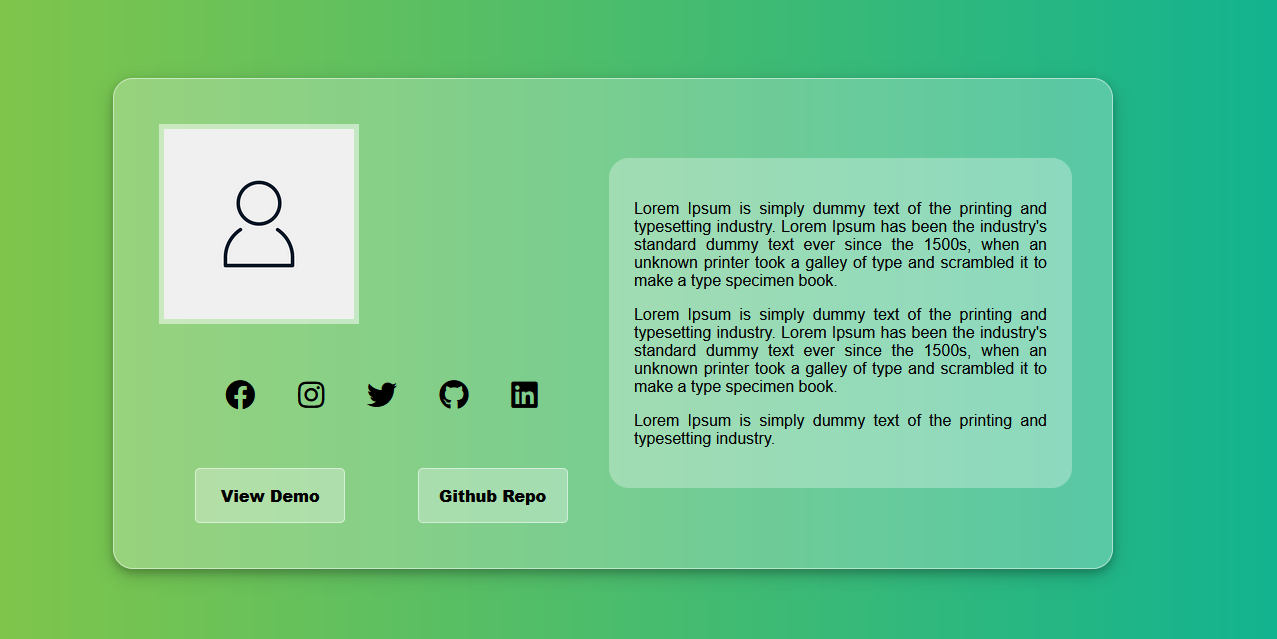 Lorem Ipsum is simply dummy text of the printing and
typesetting industry. Lorem Ipsum has been the industry's
standard dummy text ever since the 1500s, when an
unknown printer took a galley of type and scrambled it to
make a type specimen book.
Lorem Ipsum is simply dummy text of the printing and
typesetting industry. Lorem Ipsum has been the industry's
standard dummy text ever since the 1500s, when an
unknown printer took a galley of type and scrambled it to
make a type specimen book.
Lorem Ipsum is simply dummy text of the printing and
typesetting industry.
View Demo
Github Repo